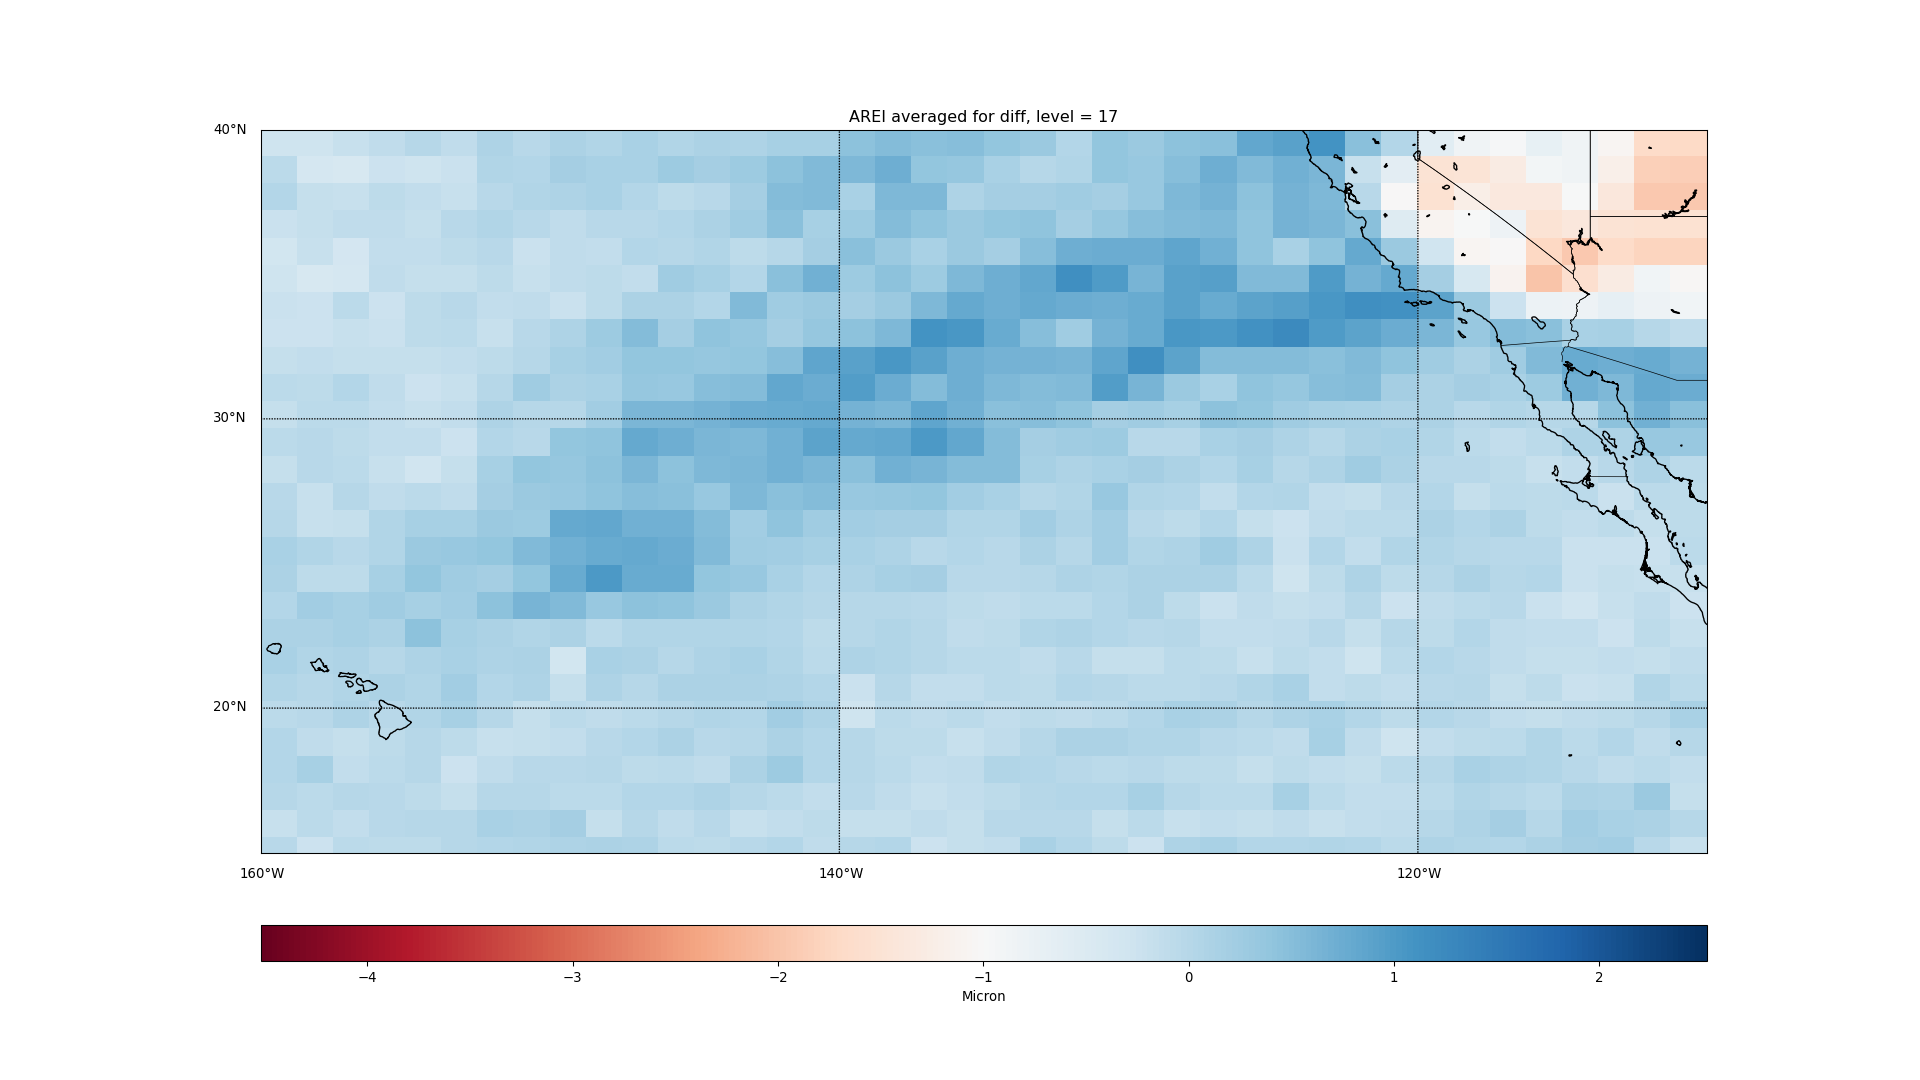 AREI averaged for diff, level = 17
40°N
30°N
20°N
160°W 140°W 120°W
−4 −3 −2 −1 0 1 2
Micron